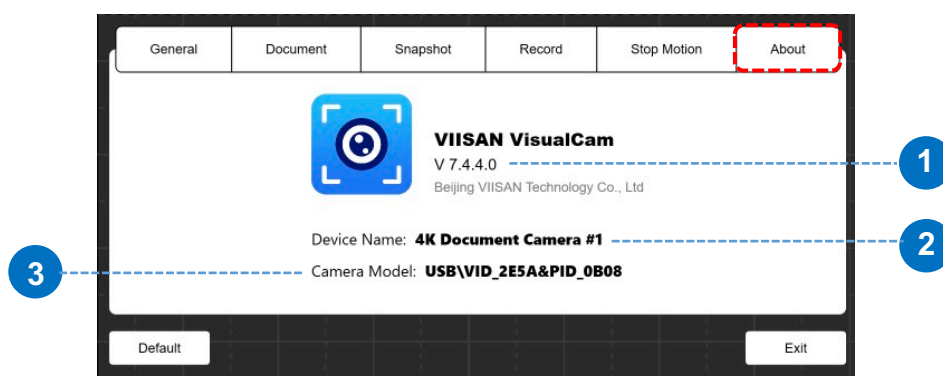 General Document Snapshot Record Stop Motion About
VIISAN VisualCam
V 7.4.4.0
1
Beijing VIISAN Technology Co., Ltd
Device Name: 4K Document Camera #1
2
3
Camera Model: USB\VID_2E5A&PID_0B08
Default Exit